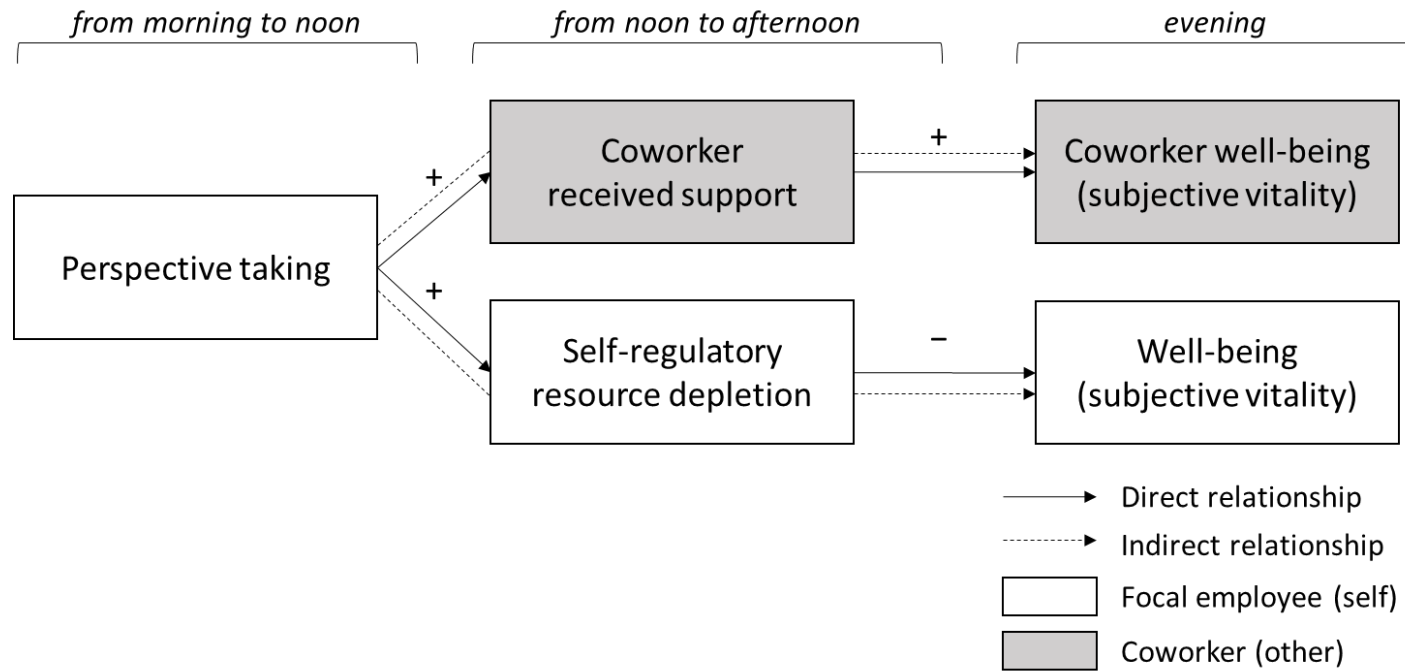 from morning to noon
from noon to afternoon
evening
Perspective taking
+
+
Coworker
received support
+
Coworker well-being
(subjective vitality)
Self-regulatory
resource depletion
–
Well-being
(subjective vitality)
Direct relationship
Indirect relationship
Focal employee (self)
Coworker (other)